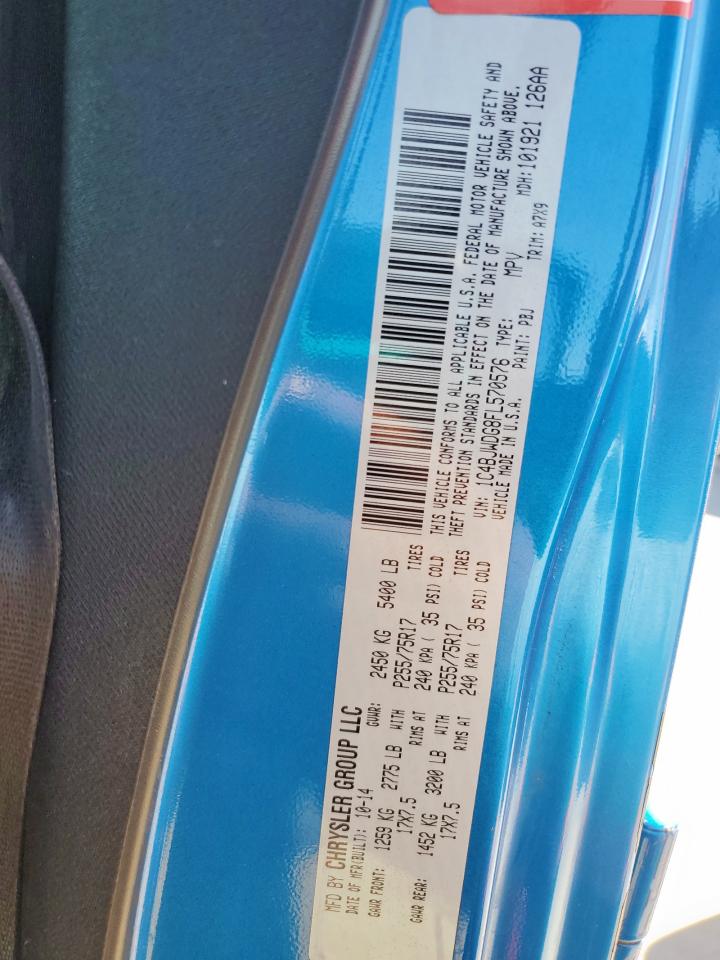 MFD BY CHRYSLER GROUP LLC
DATE OF MFR(BUILT): 10-14 GVWR: 2450 KG 5400 LB
GAWR FRONT: 1259 KG 2775 LB WITH P255/75R17 TIRES
17X7.5 RIMS AT 240 KPA ( 35 PSI) COLD
GAWR REAR: 1452 KG 3200 LB WITH P255/75R17 TIRES
17X7.5 RIMS AT 240 KPA ( 35 PSI) COLD
THIS VEHICLE CONFORMS TO ALL APPLICABLE U.S.A. FEDERAL MOTOR VEHICLE SAFETY AND
THEFT PREVENTION STANDARDS IN EFFECT ON THE DATE OF MANUFACTURE SHOWN ABOVE.
VIN: 1C4BJWDG8FL570576 TYPE: MPV MDH:101921 126AA
VEHICLE MADE IN U.S.A. PAINT: PBJ TRIM: A7X9